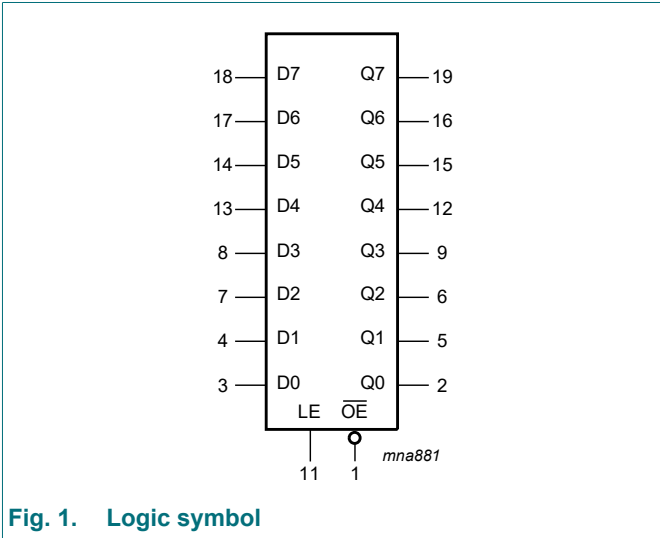 18 D7 Q7 19
17 D6 Q6 16
14 D5 Q5 15
13 D4 Q4 12
8 D3 Q3 9
7 D2 Q2 6
4 D1 Q1 5
3 D0 Q0 2
LE O̅E̅
11 1 mna881
Fig. 1. Logic symbol